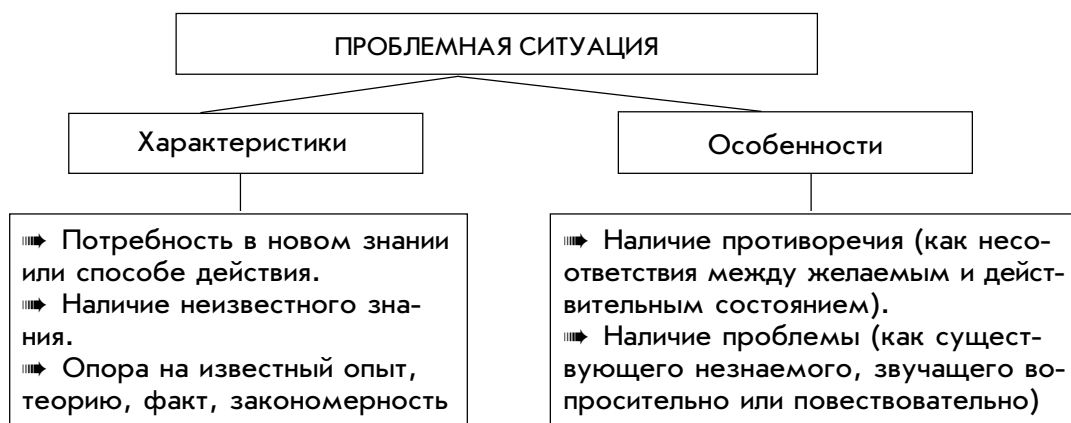 ПРОБЛЕМНАЯ СИТУАЦИЯ
Характеристики
Особенности
➠ Потребность в новом знании
или способе действия.
➠ Наличие неизвестного зна-
ния.
➠ Опора на известный опыт,
теорию, факт, закономерность
➠ Наличие противоречия (как несо-
ответствия между желаемым и дейст-
вительным состоянием).
➠ Наличие проблемы (как сущест-
вующего незнаемого, звучащего во-
просительно или повествовательно)